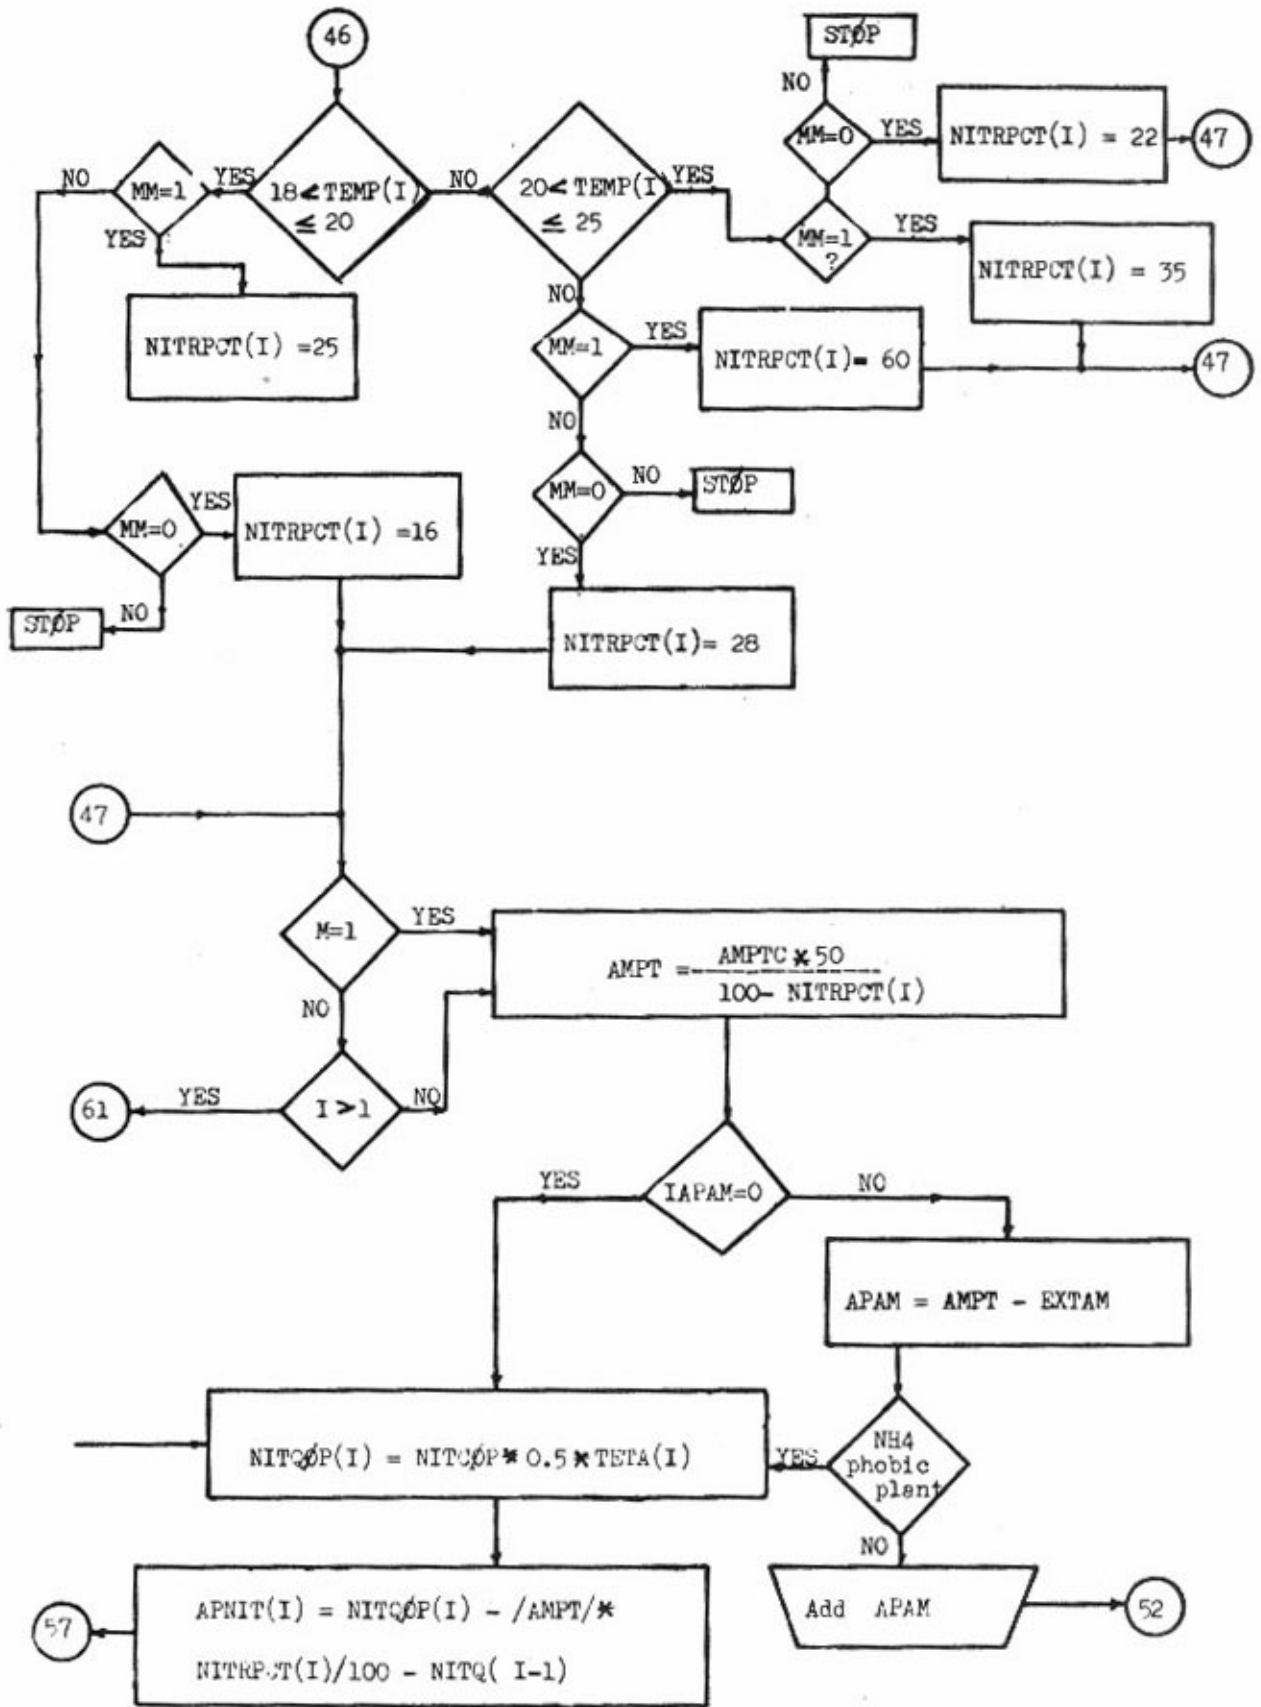 46
STØP
NO
MM=0
YES
NITRPCT(I) = 22
47
NO
MM=1
YES
18 < TEMP(I)
≤ 20
NO
20 < TEMP(I
≤ 25
YES
MM=1
?
YES
NITRPCT(I) = 35
YES
NITRPCT(I) =25
NO
MM=1
YES
NITRPCT(I)= 60
47
NO
MM=0
NO
STØP
YES
MM=0
YES
NITRPCT(I) =16
NO
STØP
NITRPCT(I)= 28
47
M=1
YES
AMPT =
AMPTC * 50
100- NITRPCT(I)
NO
I > 1
YES
61
NO
IAPAM=0
YES
NO
APAM = AMPT - EXTAM
NITQØP(I) = NITCØP * 0.5 * TETA(I)
YES
NH4
phobic
plant
NO
Add APAM
52
APNIT(I) = NITQØP(I) - /AMPT/*
NITRPCT(I)/100 - NITQ( I-1)
57